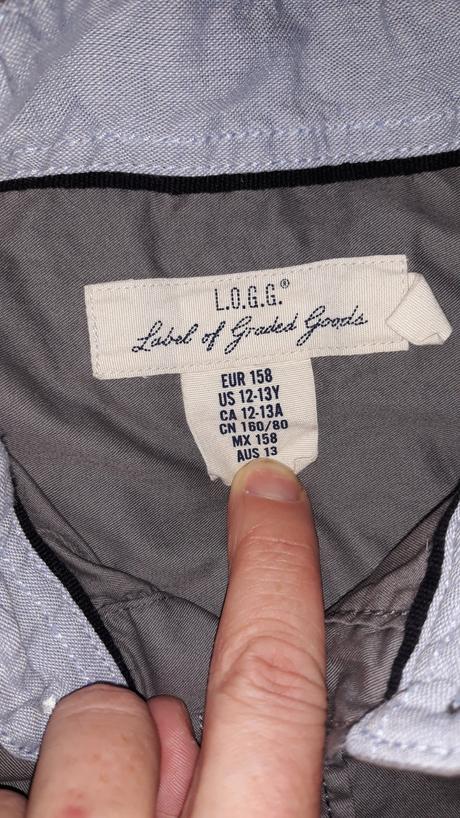 L.O.G.G.®
Label of Graded Goods
EUR 158
US 12-13Y
CA 12-13A
CN 160/80
MX 158
AUS 13